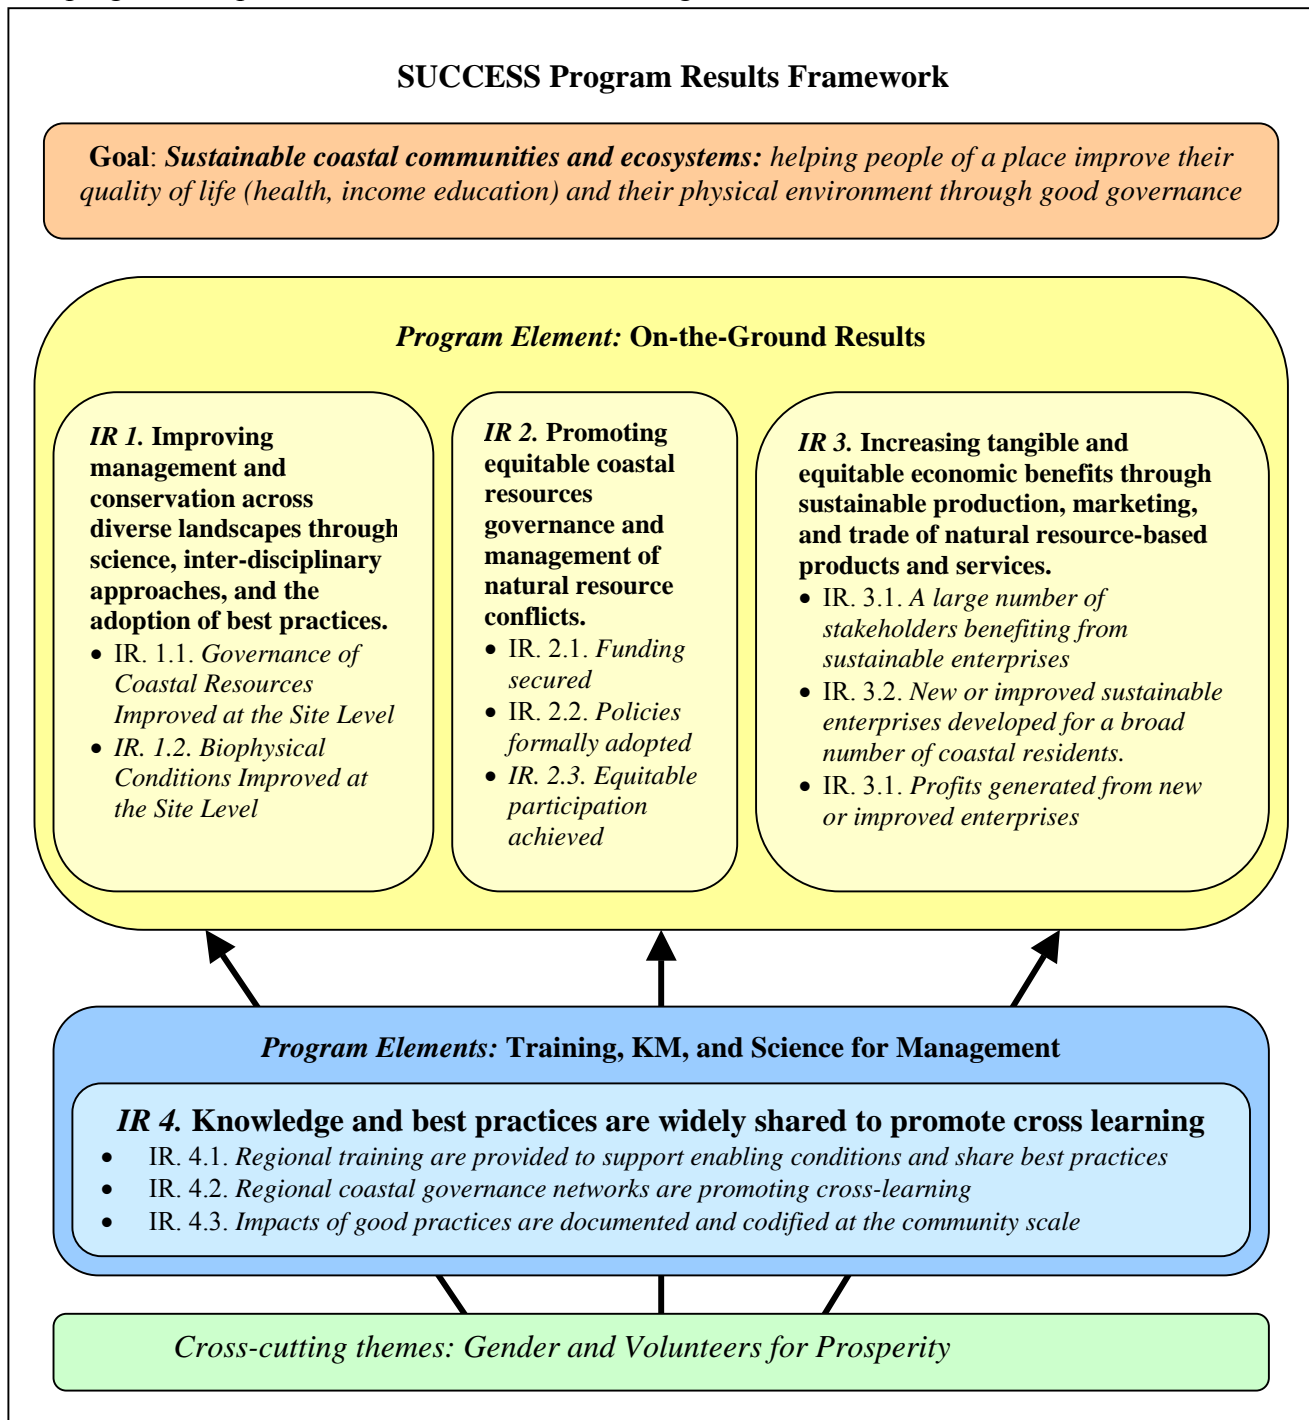 SUCCESS Program Results Framework
Goal: Sustainable coastal communities and ecosystems: helping people of a place improve their
quality of life (health, income education) and their physical environment through good governance
Program Element: On-the-Ground Results
IR 1. Improving
management and
conservation across
diverse landscapes through
science, inter-disciplinary
approaches, and the
adoption of best practices.
• IR. 1.1. Governance of
Coastal Resources
Improved at the Site Level
• IR. 1.2. Biophysical
Conditions Improved at
the Site Level
IR 2. Promoting
equitable coastal
resources
governance and
management of
natural resource
conflicts.
• IR. 2.1. Funding
secured
• IR. 2.2. Policies
formally adopted
• IR. 2.3. Equitable
participation
achieved
IR 3. Increasing tangible and
equitable economic benefits through
sustainable production, marketing,
and trade of natural resource-based
products and services.
• IR. 3.1. A large number of
stakeholders benefiting from
sustainable enterprises
• IR. 3.2. New or improved sustainable
enterprises developed for a broad
number of coastal residents.
• IR. 3.1. Profits generated from new
or improved enterprises
Program Elements: Training, KM, and Science for Management
IR 4. Knowledge and best practices are widely shared to promote cross learning
• IR. 4.1. Regional training are provided to support enabling conditions and share best practices
• IR. 4.2. Regional coastal governance networks are promoting cross-learning
• IR. 4.3. Impacts of good practices are documented and codified at the community scale
Cross-cutting themes: Gender and Volunteers for Prosperity